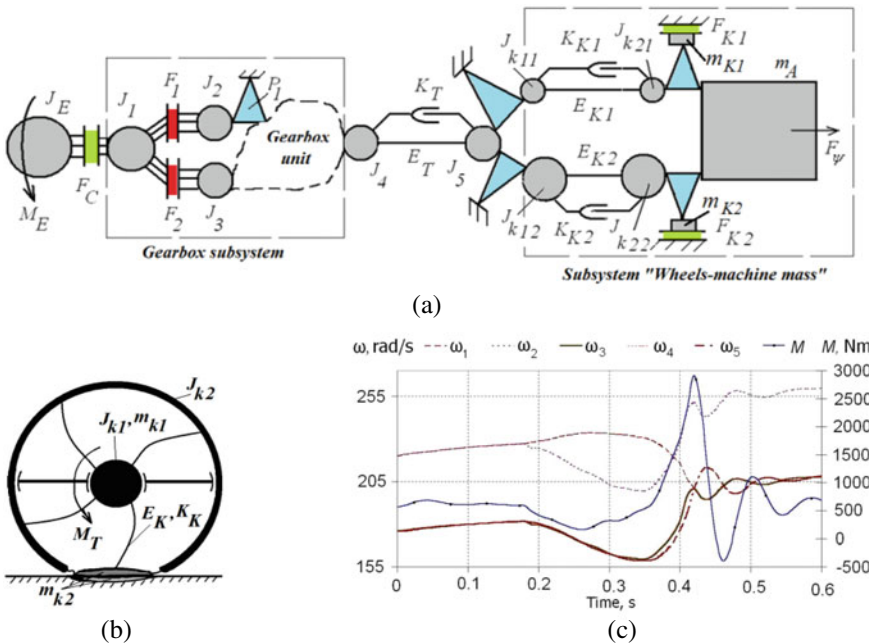 J_E
M_E
F_C
J_1
F_1
J_2
P_1
F_2
J_3
Gearbox
unit
J_4
K_T
E_T
J_5
J_k11
K_K1
J_k21
E_K1
F_K1
m_K1
m_A
F_ψ
E_K2
J_k12
K_K2
J_k22
m_K2
F_K2
Gearbox subsystem
Subsystem "Wheels-machine mass"
(a)
J_k2
J_k1, m_k1
E_K, K_K
M_T
m_k2
(b)
ω, rad/s ω_1 ω_2 ω_3 ω_4 ω_5 M M, Nm
255
205
155
3000
2500
2000
1500
1000
500
0
-500
0 0.1 0.2 0.3 0.4 0.5 0.6
Time, s
(c)